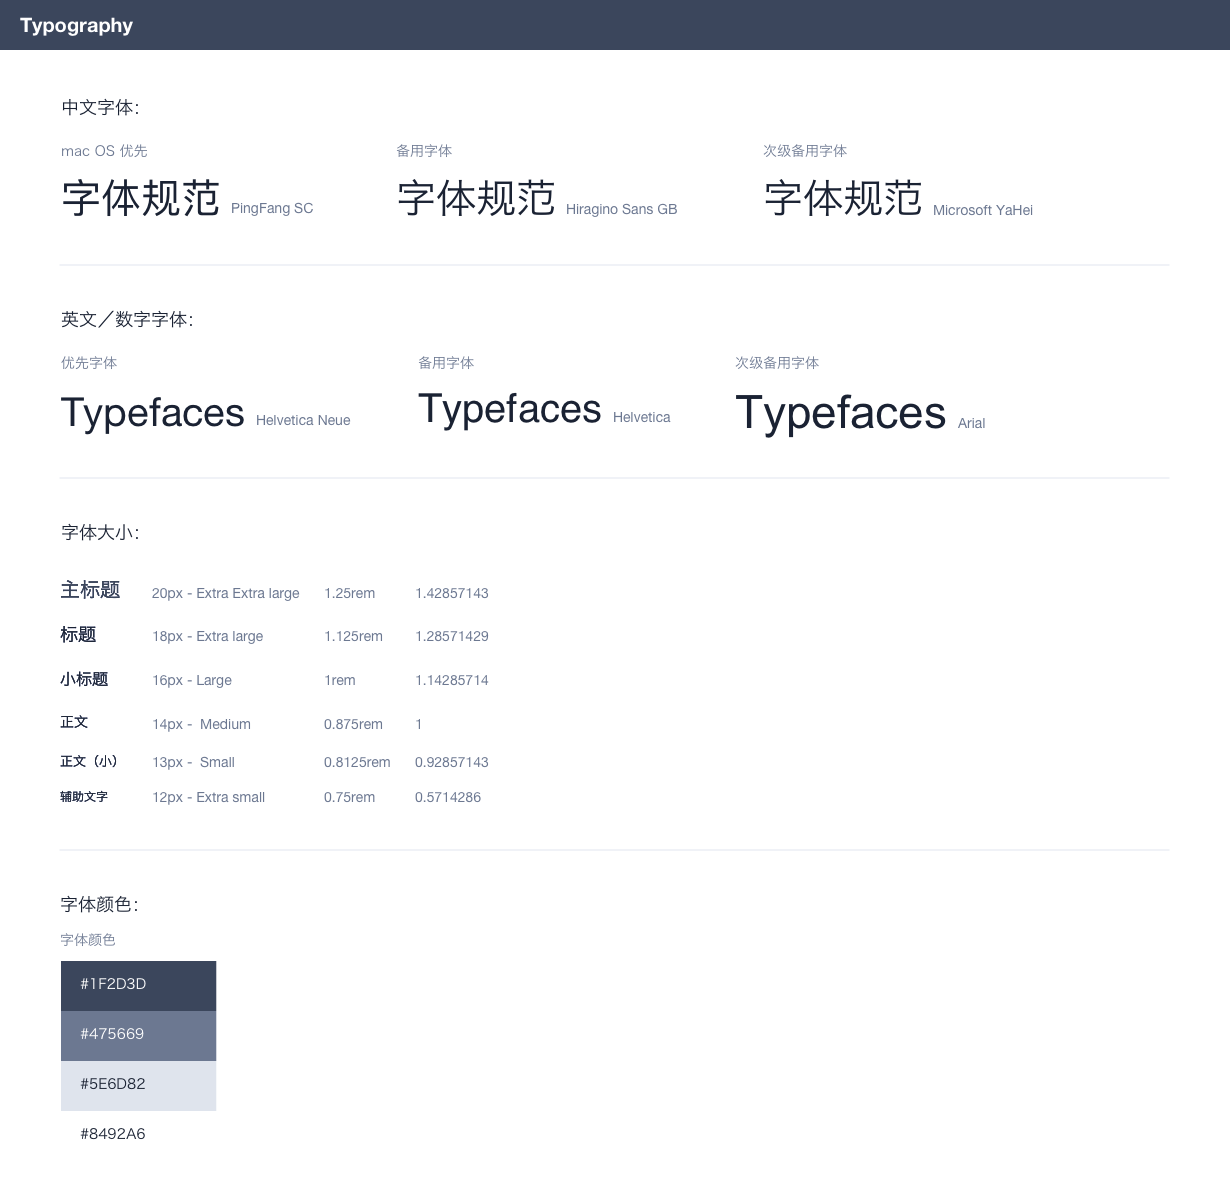 Typography
中文字体:
mac OS 优先 备用字体 次级备用字体
字体规范 PingFang SC 字体规范 Hiragino Sans GB 字体规范 Microsoft YaHei
英文／数字字体:
优先字体 备用字体 次级备用字体
Typefaces Helvetica Neue Typefaces Helvetica Typefaces Arial
字体大小:
主标题 20px - Extra Extra large 1.25rem 1.42857143
标题 18px - Extra large 1.125rem 1.28571429
小标题 16px - Large 1rem 1.14285714
正文 14px - Medium 0.875rem 1
正文（小） 13px - Small 0.8125rem 0.92857143
辅助文字 12px - Extra small 0.75rem 0.5714286
字体颜色:
字体颜色
#1F2D3D
#475669
#5E6D82
#8492A6